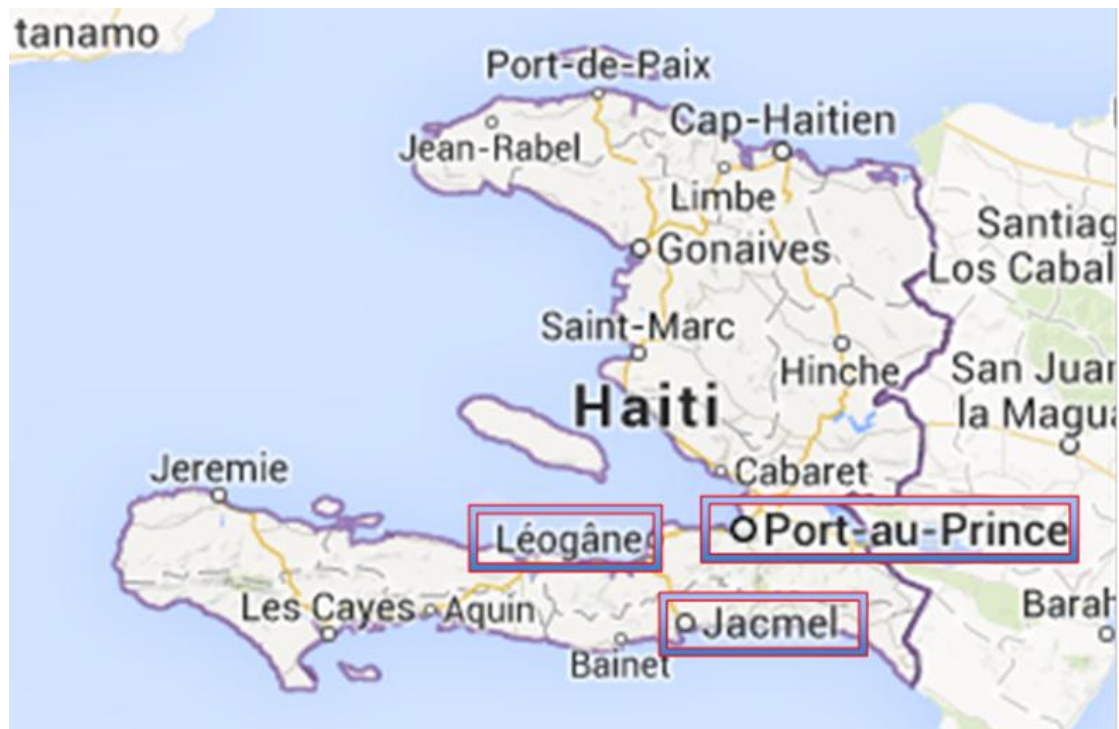 tanamo
Port-de-Paix
Cap-Haitien
Jean-Rabel
Limbe
Santiag
Gonaives
Los Cabal
Saint-Marc
Hinche
San Juan
la Magua
Haiti
Jeremie
Cabaret
Léogâne
Port-au-Prince
Les Cayes
Aquin
Jacmel
Barah
Bainet